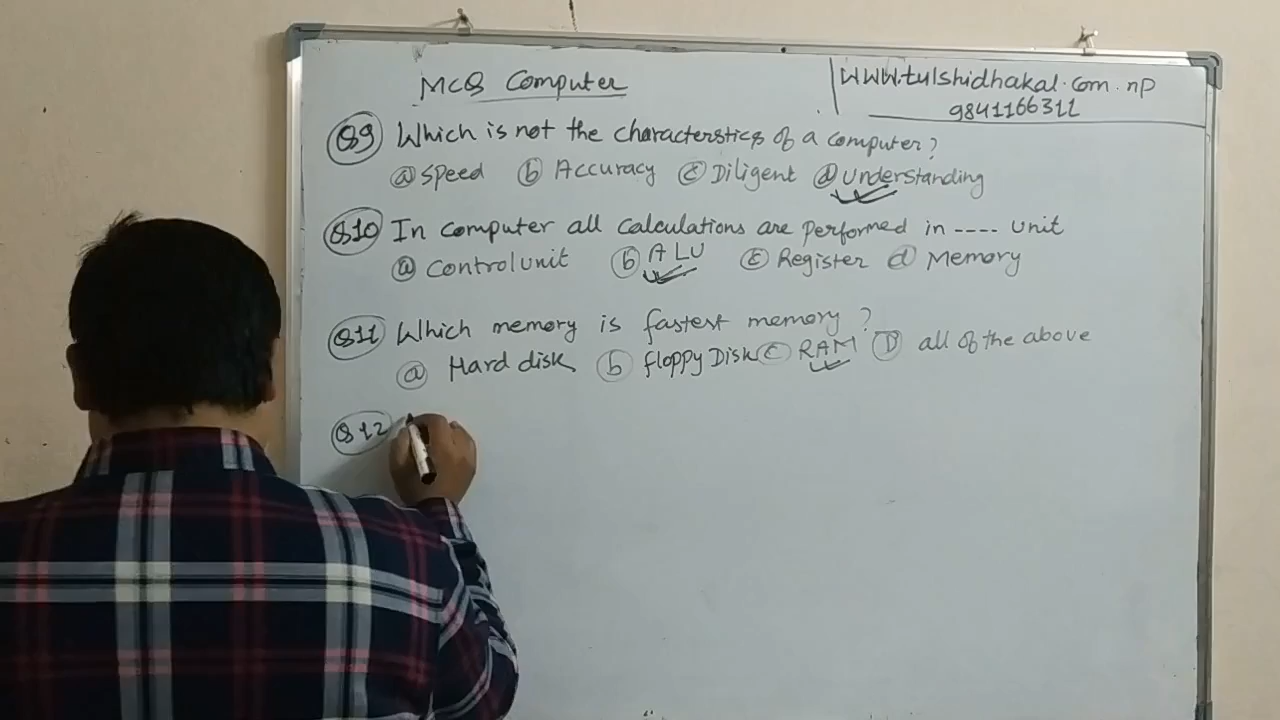 MCQ Computer
www.tulshidhakal.com.np
9841166311
Q9 Which is not the characterstics of a computer?
a speed b Accuracy c Diligent d Understanding
Q10 In computer all calculations are performed in ---- unit
a Control unit b ALU c Register d Memory
Q11 Which memory is fastest memory?
a Hard disk b floppy Disk c RAM D all of the above
Q12